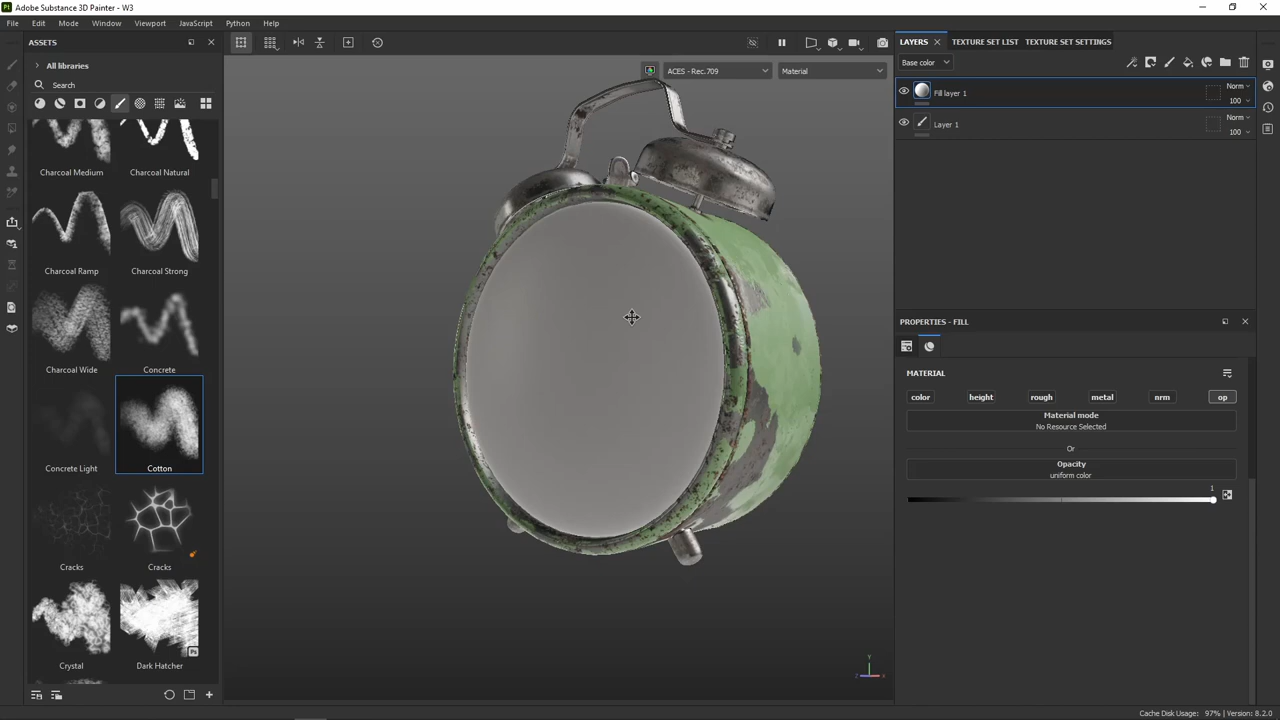 Pt Adobe Substance 3D Painter - W3
File Edit Mode Window Viewport JavaScript Python Help
ASSETS
LAYERS TEXTURE SET LIST TEXTURE SET SETTINGS
All libraries
Base color
ACES - Rec.709
Material
Search
Fill layer 1
Norm
100
Layer 1
Norm
100
Charcoal Medium
Charcoal Natural
Charcoal Ramp
Charcoal Strong
PROPERTIES - FILL
Charcoal Wide
Concrete
MATERIAL
color height rough metal nrm op
Material mode
No Resource Selected
Or
Opacity
uniform color
1
Concrete Light
Cotton
Cracks
Cracks
Ps
Crystal
Dark Hatcher
Y
Z X
Cache Disk Usage: 97% | Version: 8.2.0